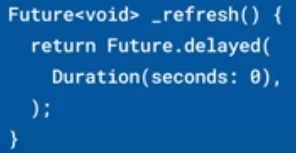 Future<void> _refresh() {
  return Future.delayed(
    Duration(seconds: 0),
  );
}